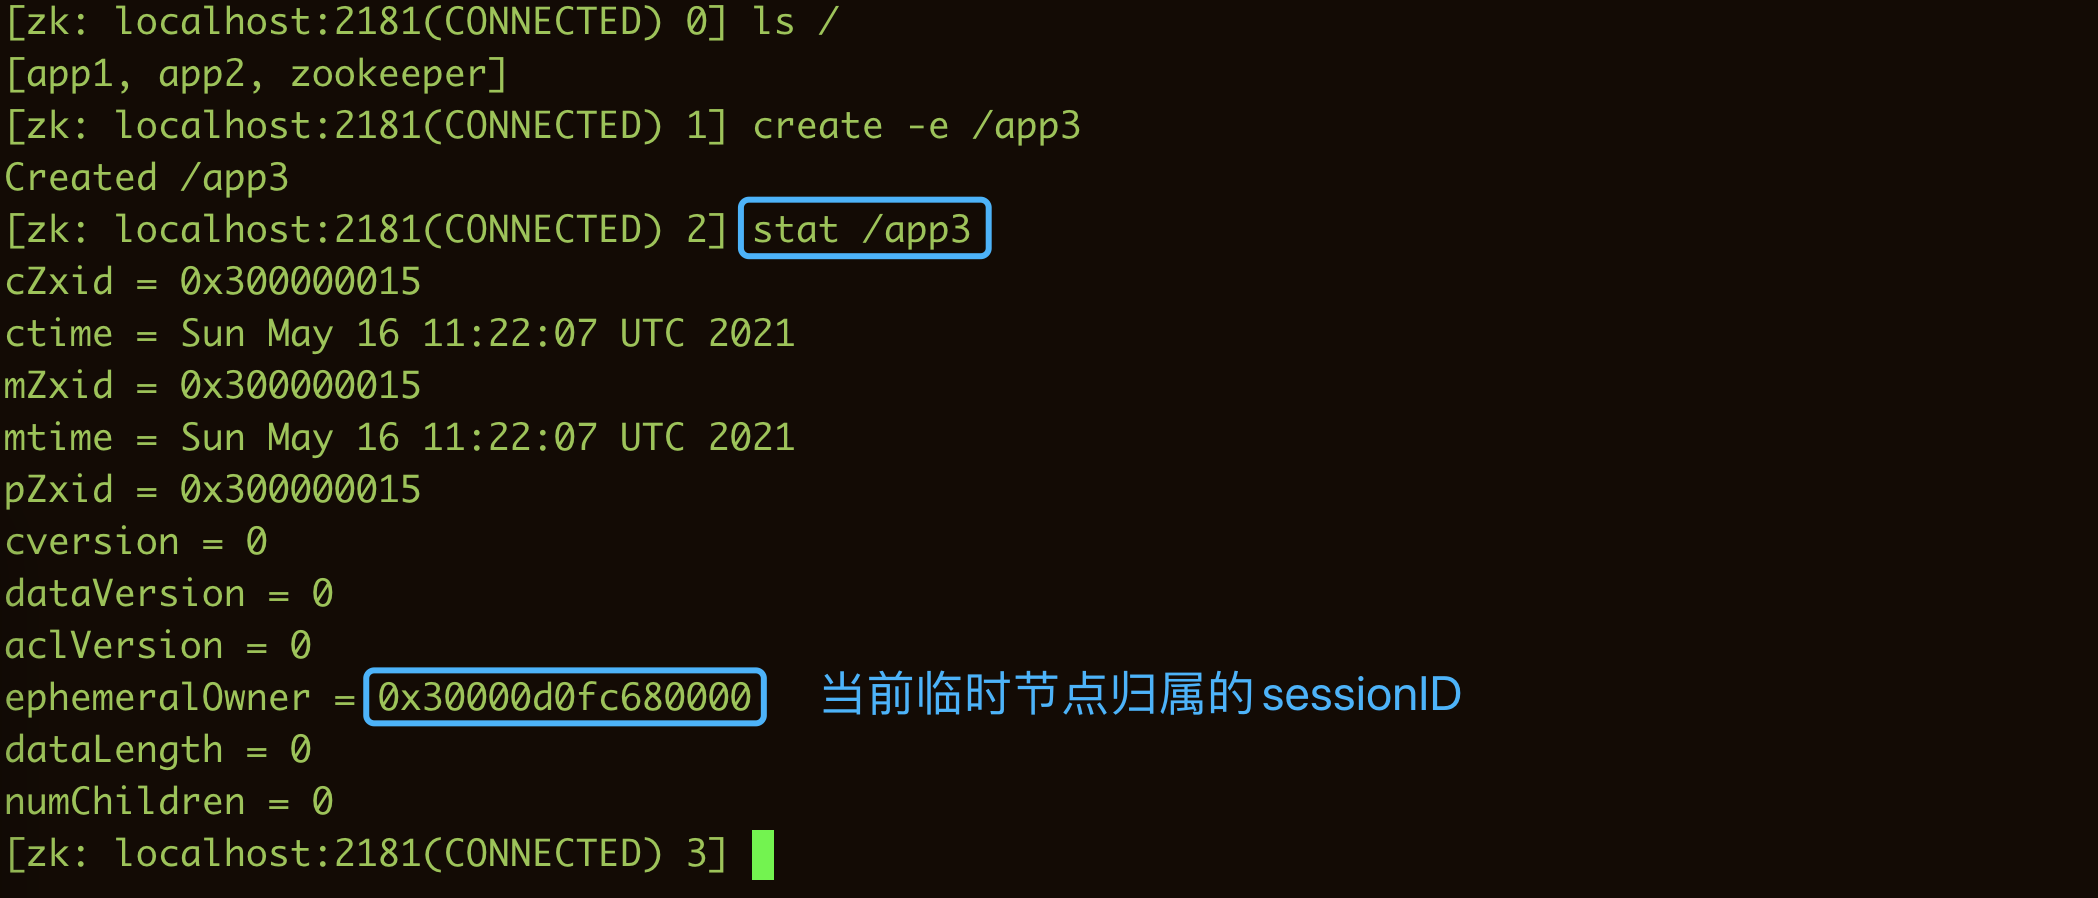 [zk: localhost:2181(CONNECTED) 0] ls /
[app1, app2, zookeeper]
[zk: localhost:2181(CONNECTED) 1] create -e /app3
Created /app3
[zk: localhost:2181(CONNECTED) 2] stat /app3
cZxid = 0x300000015
ctime = Sun May 16 11:22:07 UTC 2021
mZxid = 0x300000015
mtime = Sun May 16 11:22:07 UTC 2021
pZxid = 0x300000015
cversion = 0
dataVersion = 0
aclVersion = 0
ephemeralOwner = 0x30000d0fc680000 当前临时节点归属的sessionID
dataLength = 0
numChildren = 0
[zk: localhost:2181(CONNECTED) 3]